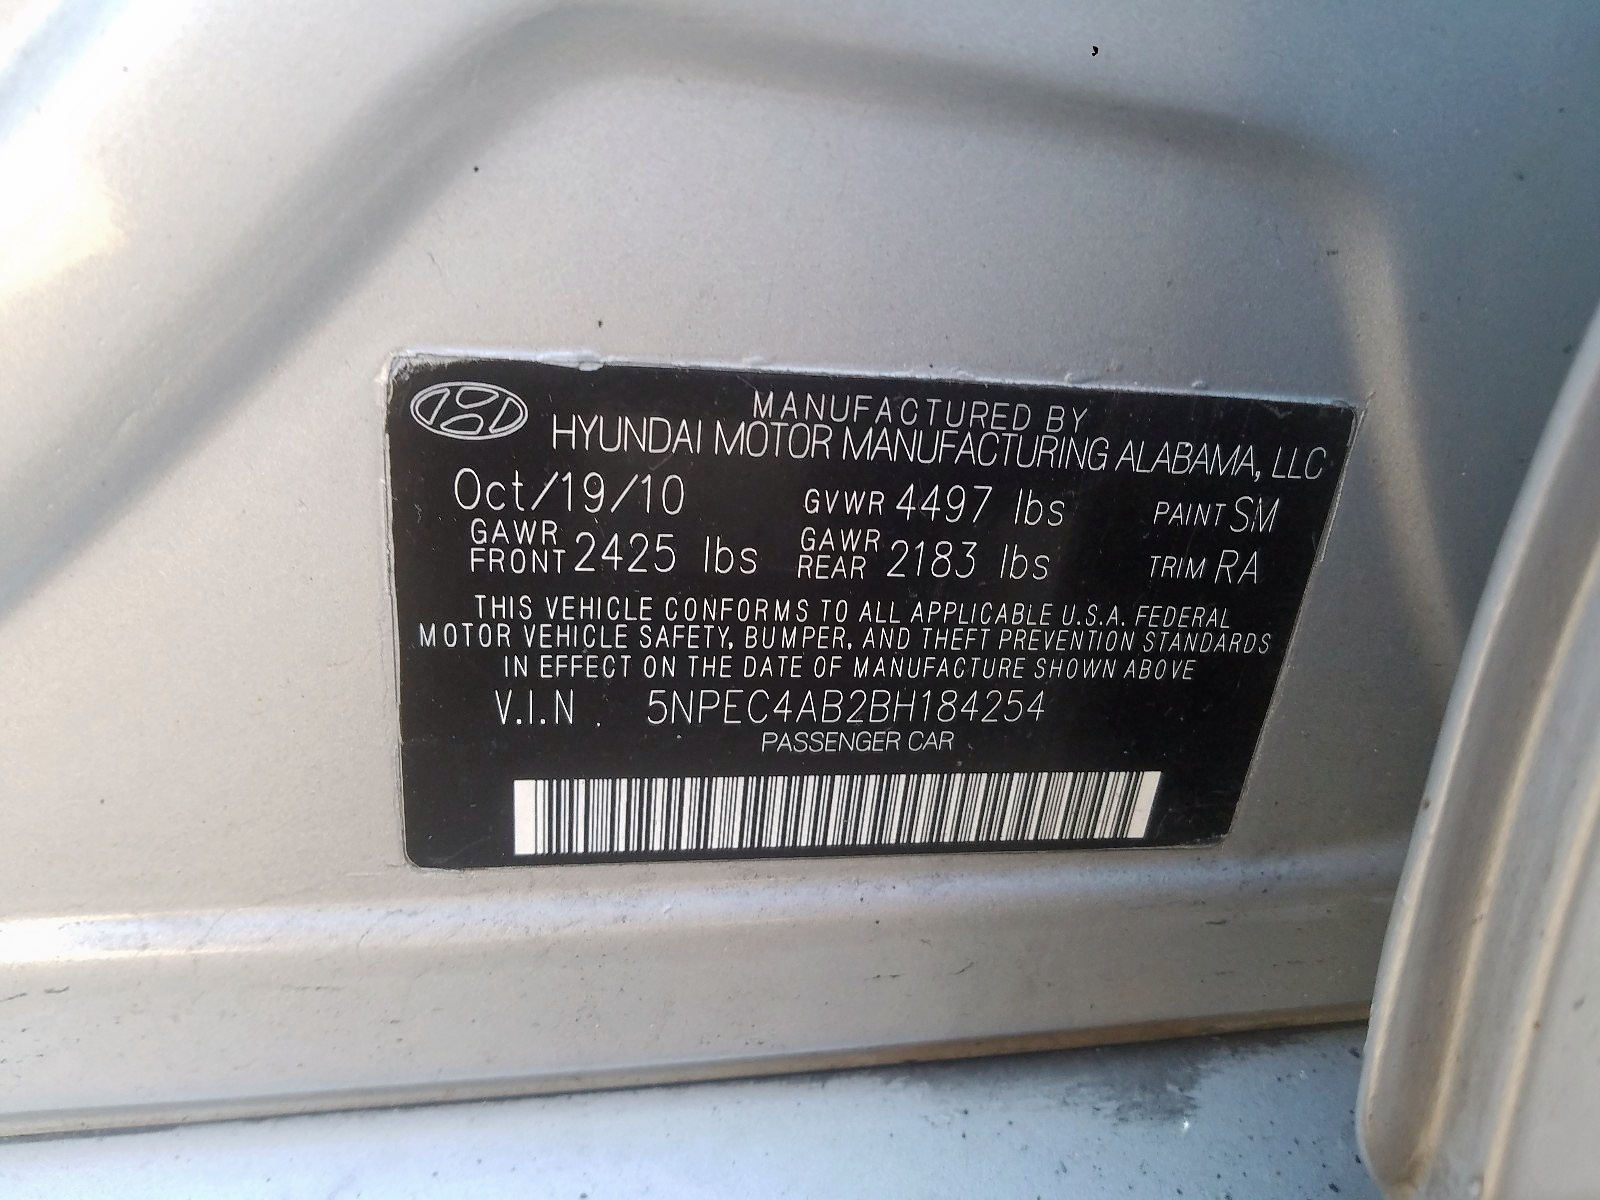 MANUFACTURED BY
HYUNDAI MOTOR MANUFACTURING ALABAMA, LLC
Oct/19/10 GVWR 4497 lbs PAINT SM
GAWR FRONT 2425 lbs GAWR REAR 2183 lbs TRIM RA
THIS VEHICLE CONFORMS TO ALL APPLICABLE U.S.A. FEDERAL
MOTOR VEHICLE SAFETY, BUMPER, AND THEFT PREVENTION STANDARDS
IN EFFECT ON THE DATE OF MANUFACTURE SHOWN ABOVE
V.I.N . 5NPEC4AB2BH184254
PASSENGER CAR